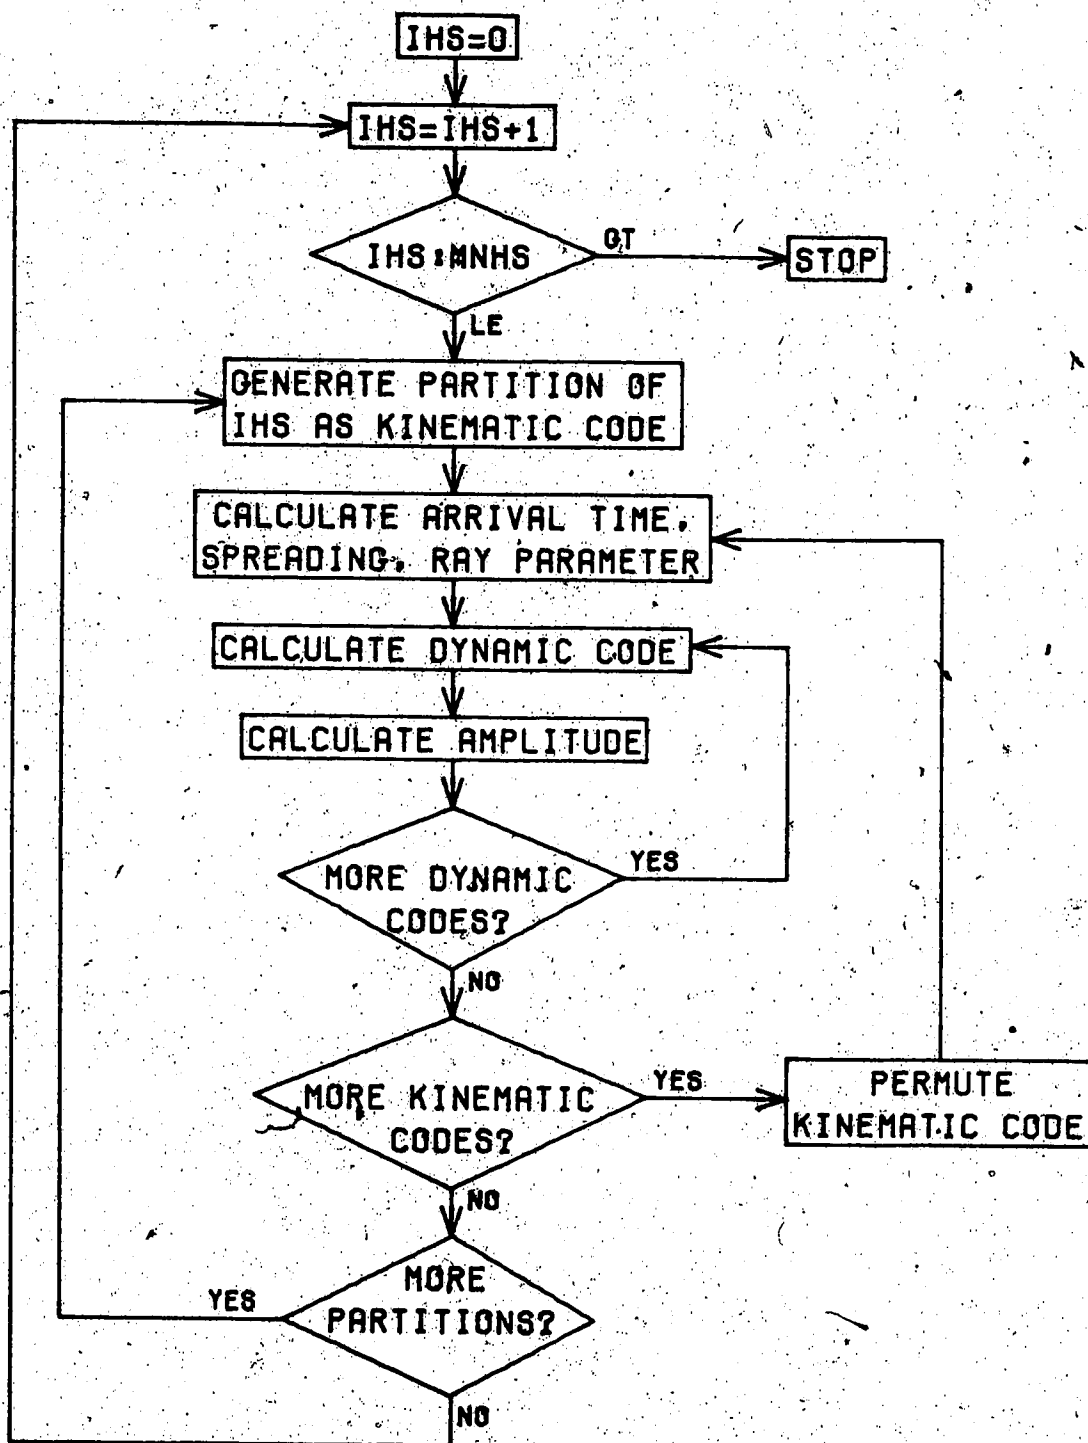 IHS=0
IHS=IHS+1
IHS:MNHS
GT
STOP
LE
GENERATE PARTITION OF
IHS AS KINEMATIC CODE
CALCULATE ARRIVAL TIME,
SPREADING, RAY PARAMETER
CALCULATE DYNAMIC CODE
CALCULATE AMPLITUDE
MORE DYNAMIC
CODES?
YES
NO
MORE KINEMATIC
CODES?
YES
PERMUTE
KINEMATIC CODE
NO
MORE
PARTITIONS?
YES
NO